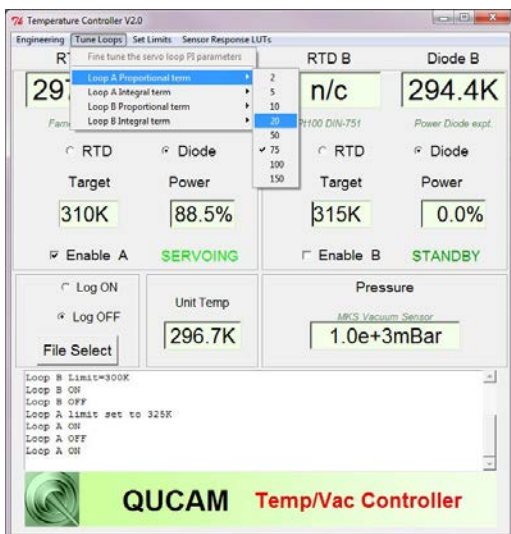 Temperature Controller V2.0
Engineering Tune Loops Set Limits Sensor Response LUTs
Fine tune the servo loop PI parameters
Loop A Proportional term
Loop A Integral term
Loop B Proportional term
Loop B Integral term
2
5
10
20
50
75
100
150
RTD B Diode B
n/c 294.4K
Pt100 DIN-751 Power Diode expt.
RTD Diode RTD Diode
Target Power Target Power
310K 88.5% 315K 0.0%
Enable A SERVOING Enable B STANDBY
Log ON
Log OFF
File Select
Unit Temp
296.7K
Pressure
MKS Vacuum Sensor
1.0e+3mBar
Loop B Limit=300K
Loop B ON
Loop B OFF
Loop A limit set to 325K
Loop A ON
Loop A OFF
Loop A ON
QUCAM Temp/Vac Controller